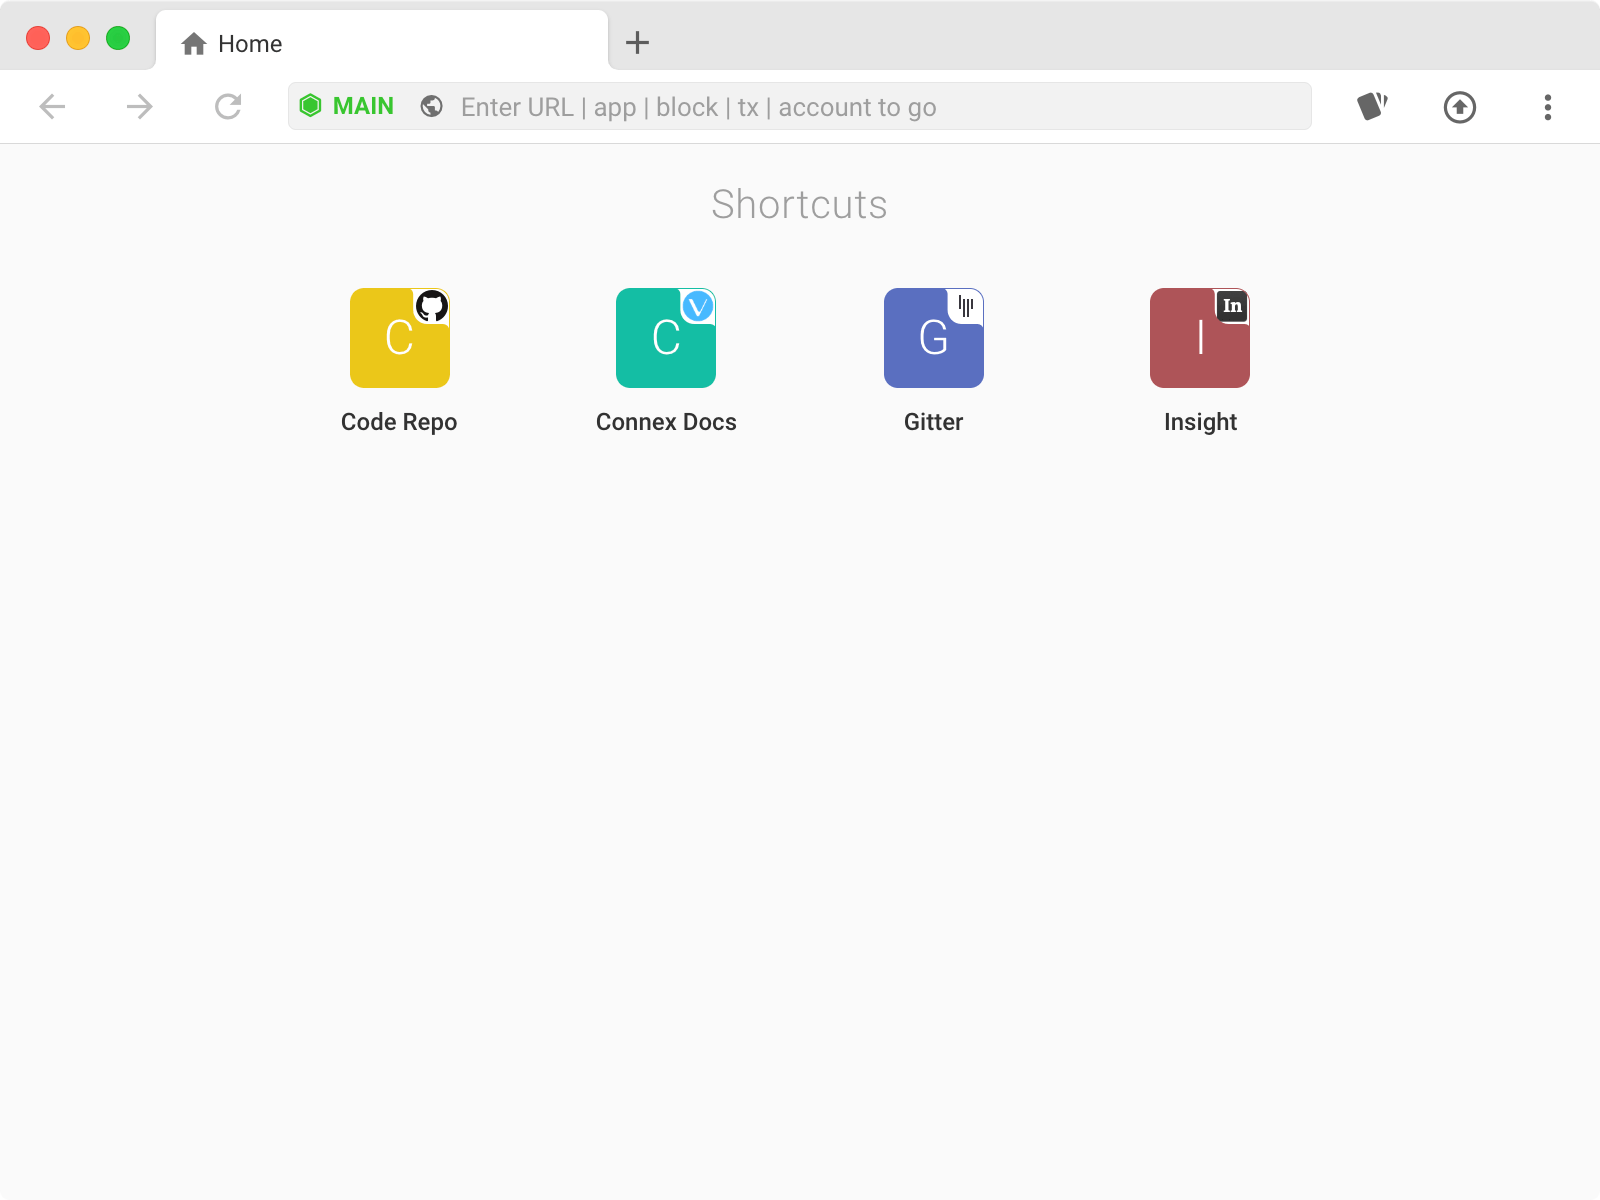 Home
MAIN Enter URL | app | block | tx | account to go
Shortcuts
C C G I
In
Code Repo Connex Docs Gitter Insight